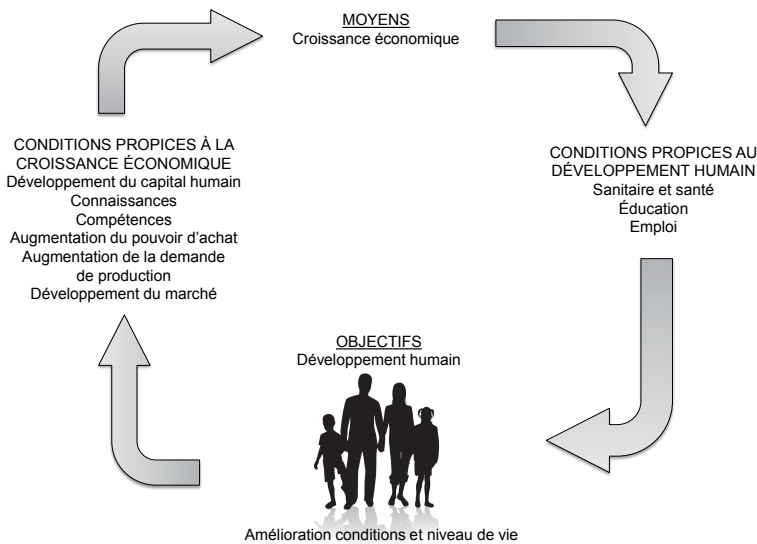 MOYENS
Croissance économique
CONDITIONS PROPICES À LA
CROISSANCE ÉCONOMIQUE
Développement du capital humain
Connaissances
Compétences
Augmentation du pouvoir d'achat
Augmentation de la demande
de production
Développement du marché
CONDITIONS PROPICES AU
DÉVELOPPEMENT HUMAIN
Sanitaire et santé
Éducation
Emploi
OBJECTIFS
Développement humain
Amélioration conditions et niveau de vie